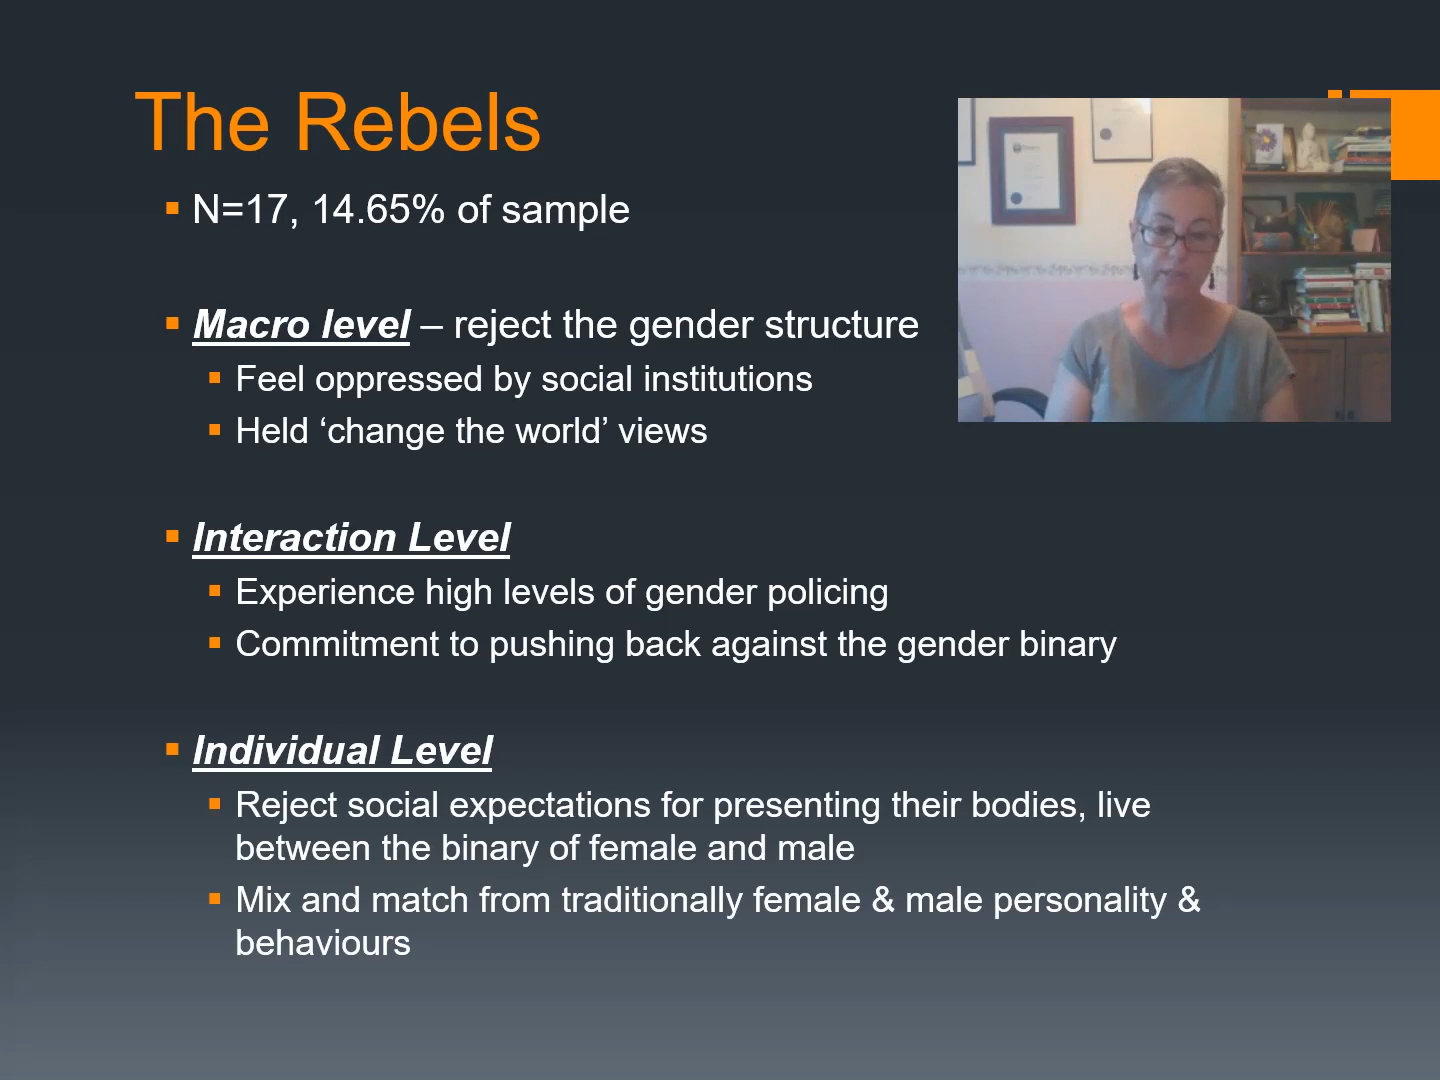 The Rebels
N=17, 14.65% of sample
Macro level – reject the gender structure
Feel oppressed by social institutions
Held ‘change the world’ views
Interaction Level
Experience high levels of gender policing
Commitment to pushing back against the gender binary
Individual Level
Reject social expectations for presenting their bodies, live
between the binary of female and male
Mix and match from traditionally female & male personality &
behaviours